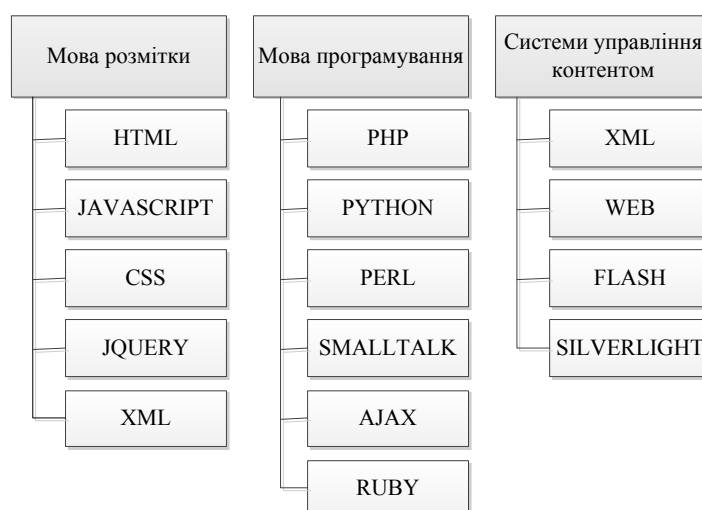 Мова розмітки
HTML
JAVASCRIPT
CSS
JQUERY
XML
Мова програмування
PHP
PYTHON
PERL
SMALLTALK
AJAX
RUBY
Системи управління
контентом
XML
WEB
FLASH
SILVERLIGHT